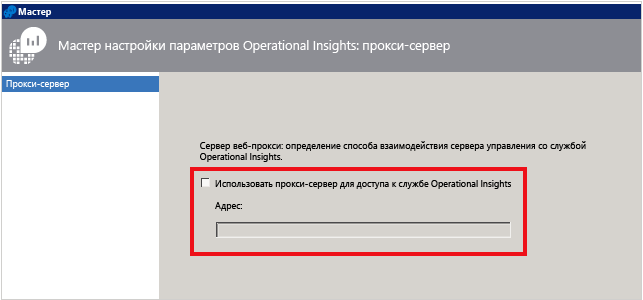 Мастер
Мастер настройки параметров Operational Insights: прокси-сервер
Прокси-сервер
Сервер веб-прокси: определение способа взаимодействия сервера управления со службой
Operational Insights.
Использовать прокси-сервер для доступа к службе Operational Insights
Адрес: